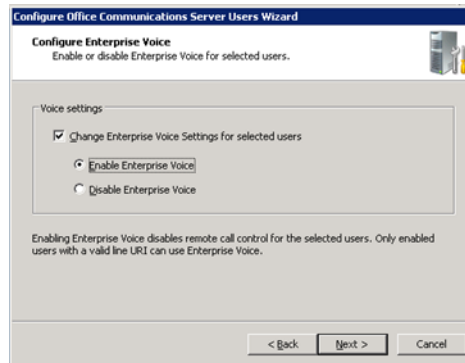 Configure Office Communications Server Users Wizard
Configure Enterprise Voice
Enable or disable Enterprise Voice for selected users.
Voice settings
Change Enterprise Voice Settings for selected users
Enable Enterprise Voice
Disable Enterprise Voice
Enabling Enterprise Voice disables remote call control for the selected users. Only enabled
users with a valid line URI can use Enterprise Voice.
< Back
Next >
Cancel